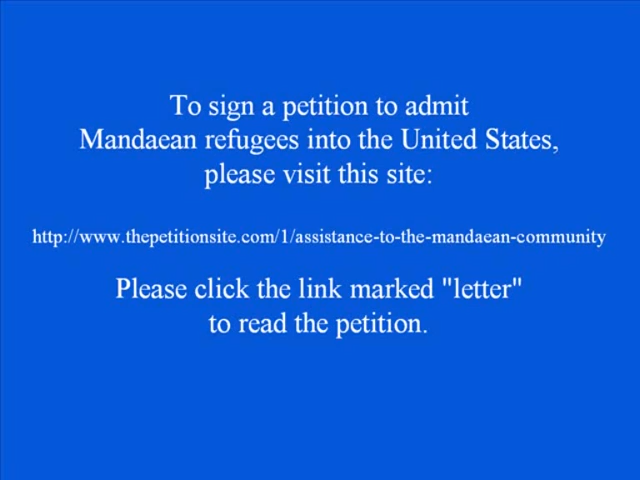 To sign a petition to admit
Mandaean refugees into the United States,
please visit this site:
http://www.thepetitionsite.com/1/assistance-to-the-mandaean-community
Please click the link marked "letter"
to read the petition.